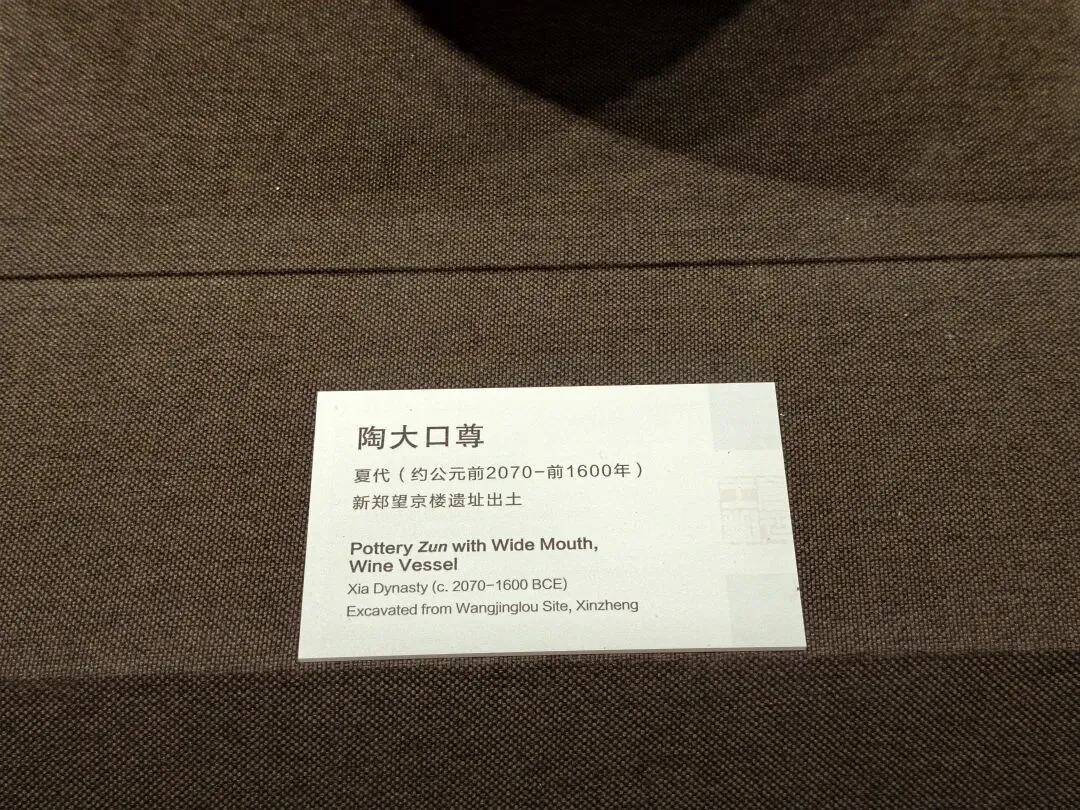 陶大口尊
夏代（约公元前2070-前1600年）
新郑望京楼遗址出土
Pottery Zun with Wide Mouth,
Wine Vessel
Xia Dynasty (c. 2070-1600 BCE)
Excavated from Wangjinglou Site, Xinzheng